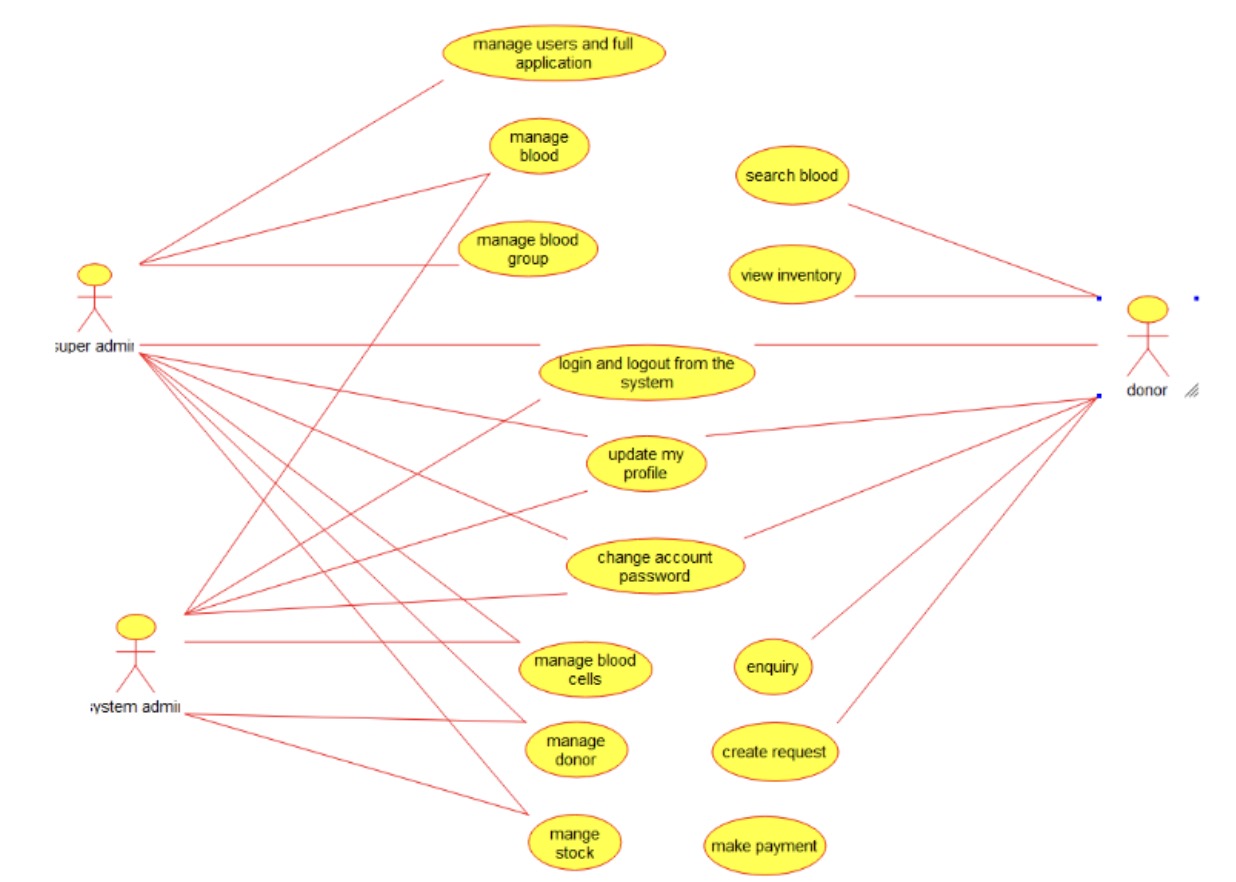 manage users and full
application
manage
blood
search blood
manage blood
group
view inventory
super admin
login and logout from the
system
donor
update my
profile
change account
password
manage blood
cells
enquiry
system admin
manage
donor
create request
mange
stock
make payment